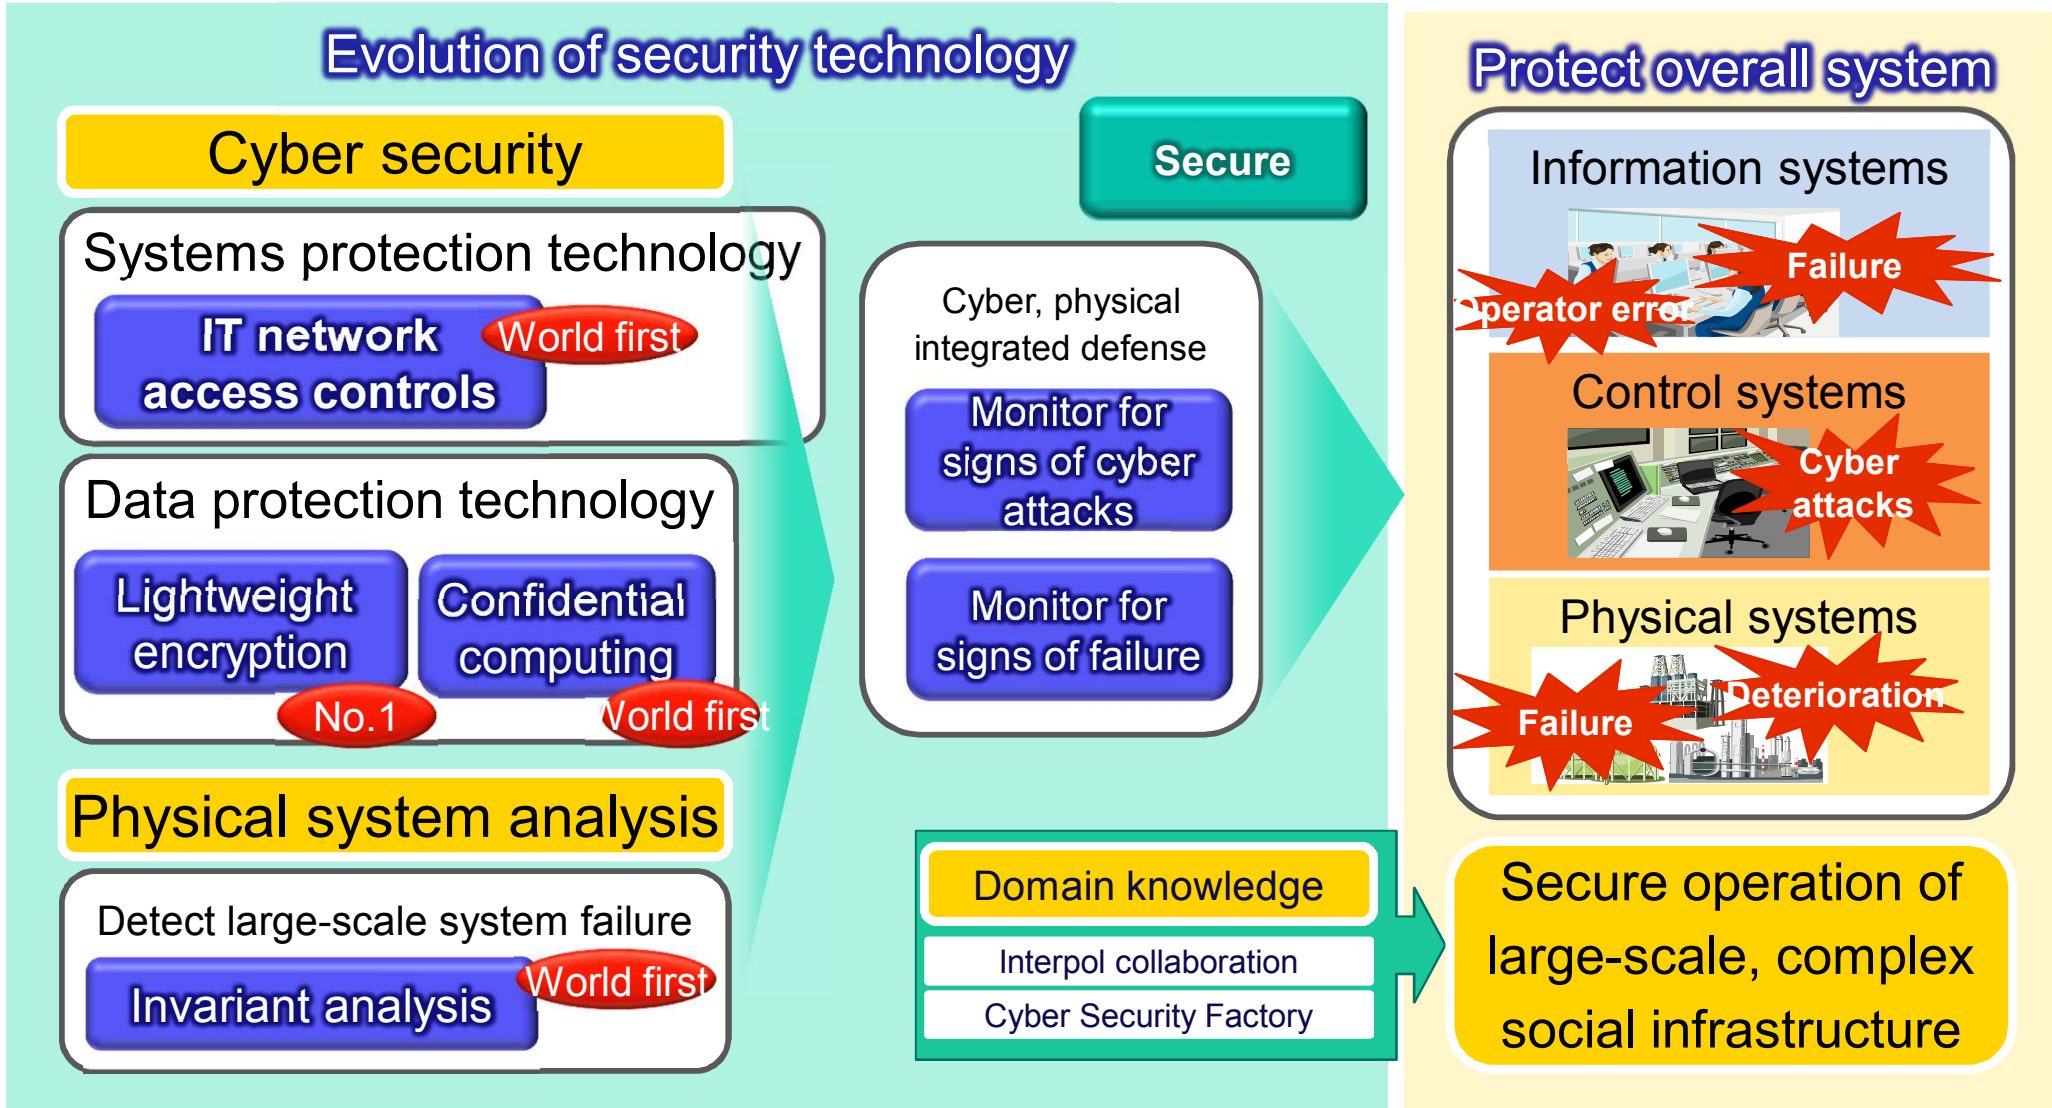 Evolution of security technology
Secure
Cyber security
Systems protection technology
IT network
access controls
World first
Data protection technology
Lightweight
encryption
No.1
Confidential
computing
World first
Physical system analysis
Detect large-scale system failure
Invariant analysis
World first
Cyber, physical
integrated defense
Monitor for
signs of cyber
attacks
Monitor for
signs of failure
Domain knowledge
Interpol collaboration
Cyber Security Factory
Protect overall system
Information systems
Failure
Operator error
Control systems
Cyber
attacks
Physical systems
Deterioration
Failure
Secure operation of
large-scale, complex
social infrastructure